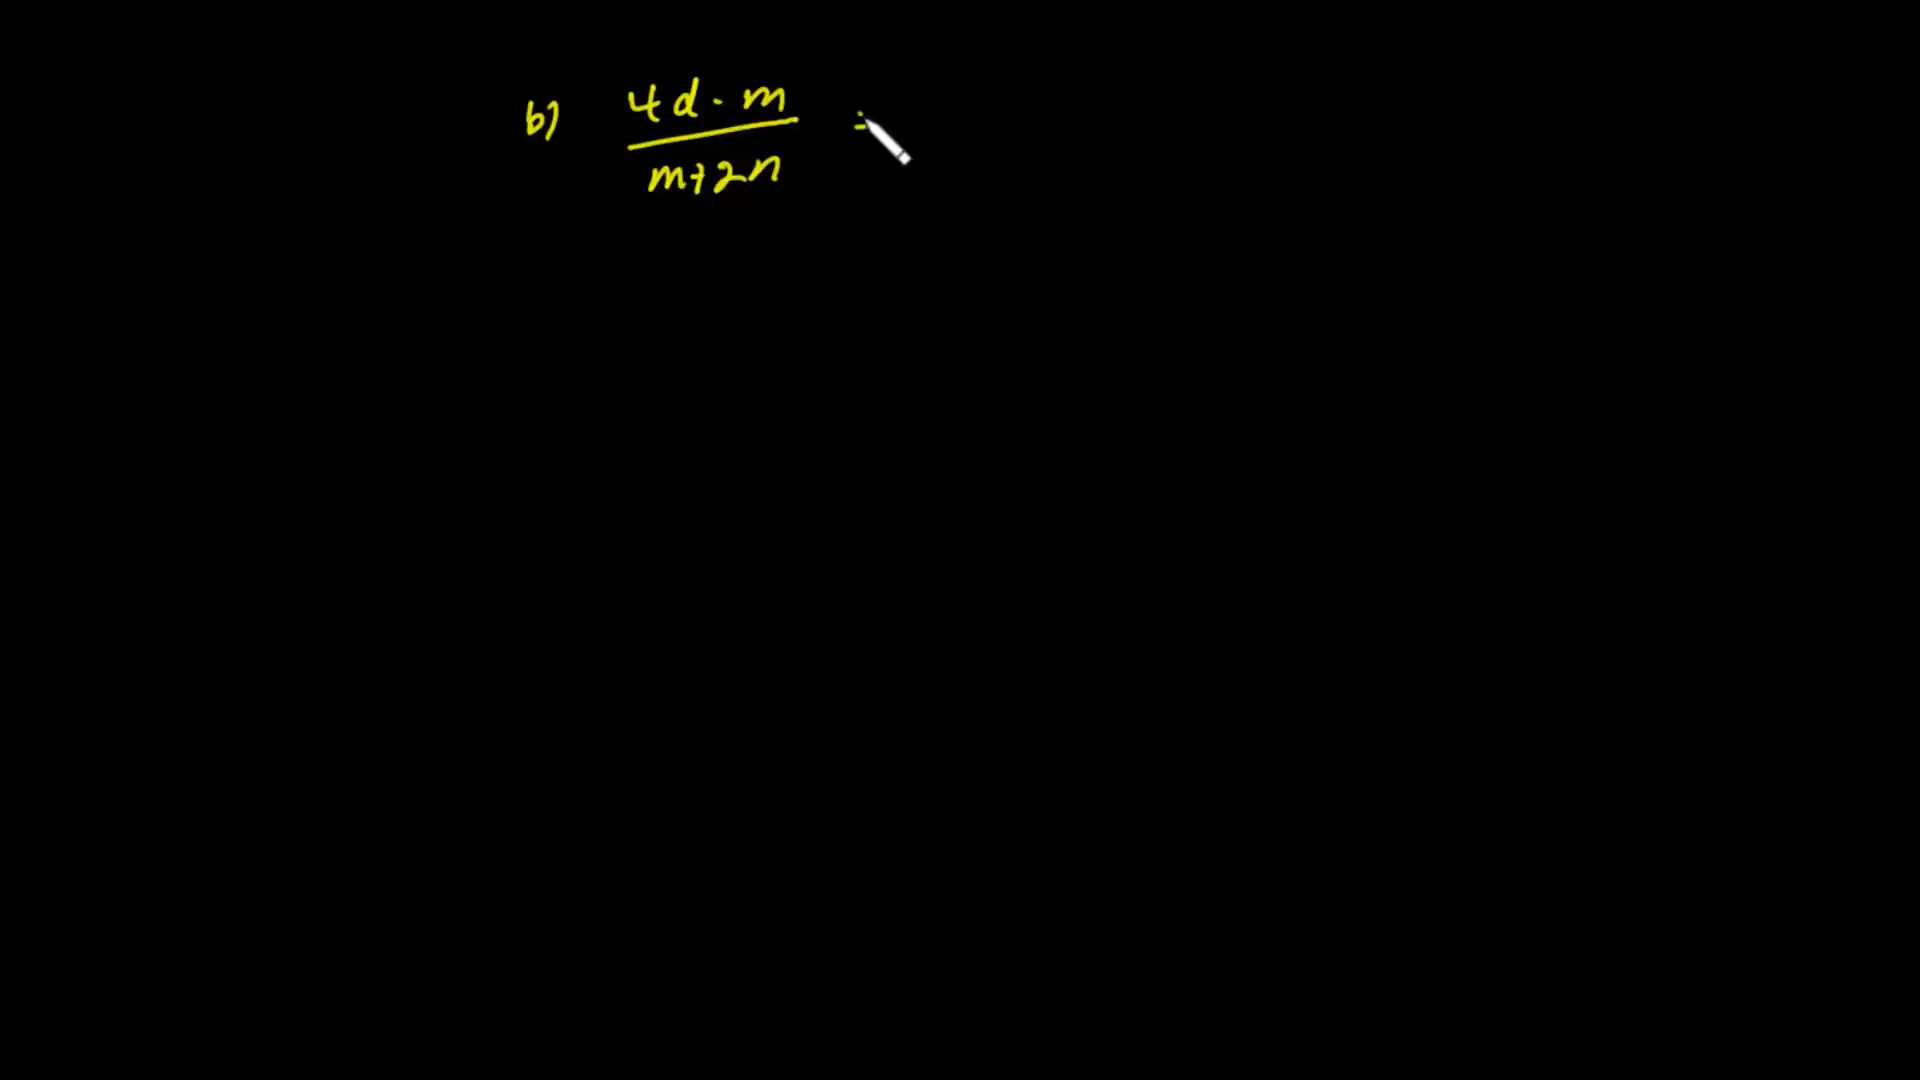 b) 4d · m =
m+2n